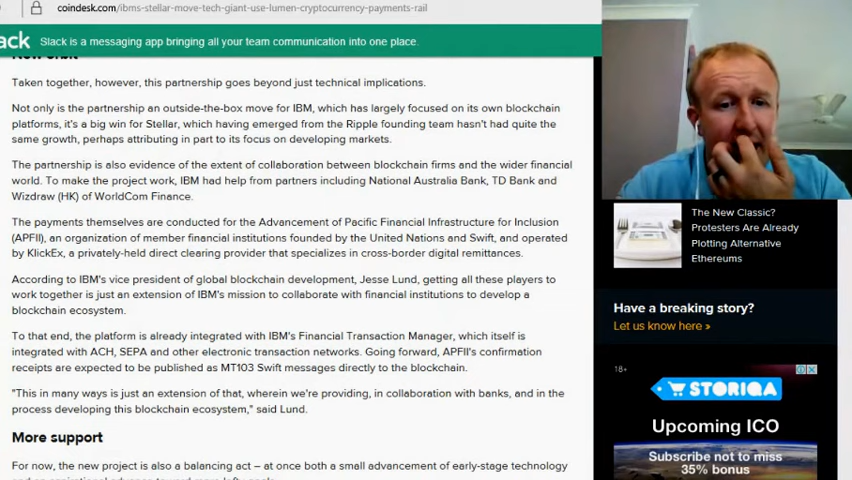 coindesk.com/ibms-stellar-move-tech-giant-use-lumen-cryptocurrency-payments-rail
Slack is a messaging app bringing all your team communication into one place.
Taken together, however, this partnership goes beyond just technical implications.
Not only is the partnership an outside-the-box move for IBM, which has largely focused on its own blockchain
platforms, it's a big win for Stellar, which having emerged from the Ripple founding team hasn't had quite the
same growth, perhaps attributing in part to its focus on developing markets.
The partnership is also evidence of the extent of collaboration between blockchain firms and the wider financial
world. To make the project work, IBM had help from partners including National Australia Bank, TD Bank and
Wizdraw (HK) of WorldCom Finance.
The payments themselves are conducted for the Advancement of Pacific Financial Infrastructure for Inclusion
(APFII), an organization of member financial institutions founded by the United Nations and Swift, and operated
by KlickEx, a privately-held direct clearing provider that specializes in cross-border digital remittances.
According to IBM's vice president of global blockchain development, Jesse Lund, getting all these players to
work together is just an extension of IBM's mission to collaborate with financial institutions to develop a
blockchain ecosystem.
To that end, the platform is already integrated with IBM's Financial Transaction Manager, which itself is
integrated with ACH, SEPA and other electronic transaction networks. Going forward, APFII's confirmation
receipts are expected to be published as MT103 Swift messages directly to the blockchain.
"This in many ways is just an extension of that, wherein we're providing, in collaboration with banks, and in the
process developing this blockchain ecosystem," said Lund.
More support
For now, the new project is also a balancing act – at once both a small advancement of early-stage technology
The New Classic?
Protesters Are Already
Plotting Alternative
Ethereums
Have a breaking story?
Let us know here »
18+
STORIQA
Upcoming ICO
Subscribe not to miss
35% bonus